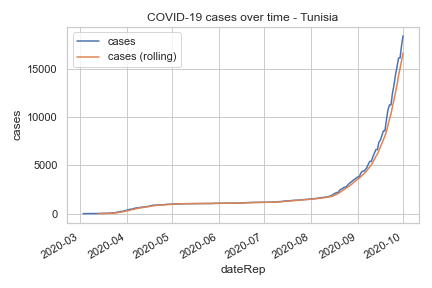 COVID-19 cases over time - Tunisia
cases
cases (rolling)
cases
15000
10000
5000
0
2020-03
2020-04
2020-05
2020-06
2020-07
2020-08
2020-09
2020-10
dateRep